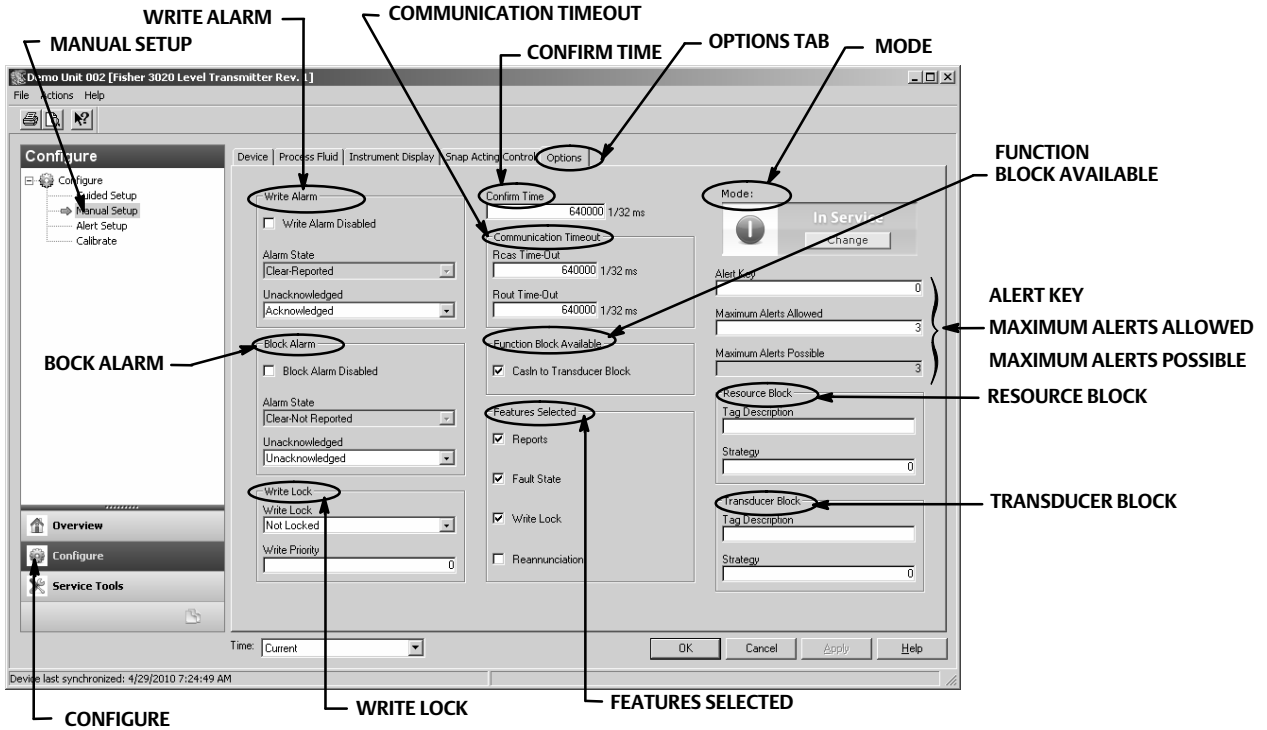 WRITE ALARM
COMMUNICATION TIMEOUT
MANUAL SETUP
CONFIRM TIME
OPTIONS TAB
MODE
Demo Unit 002 [Fisher 3020 Level Transmitter Rev. 1]
File Actions Help
Configure
Configure
Guided Setup
Manual Setup
Alert Setup
Calibrate
Overview
Configure
Service Tools
Device Process Fluid Instrument Display Snap Acting Control Options
Write Alarm
Write Alarm Disabled
Alarm State
Clear-Reported
Unacknowledged
Acknowledged
Block Alarm
Block Alarm Disabled
Alarm State
Clear-Not Reported
Unacknowledged
Unacknowledged
Write Lock
Write Lock
Not Locked
Write Priority
0
Confirm Time
640000 1/32 ms
Communication Timeout
Rcas Time-Out
640000 1/32 ms
Rout Time-Out
640000 1/32 ms
Function Block Available
CasIn to Transducer Block
Features Selected
Reports
Fault State
Write Lock
Reannunciation
Mode:
In Service
Change
Alert Key
0
Maximum Alerts Allowed
3
Maximum Alerts Possible
3
Resource Block
Tag Description
Strategy
0
Transducer Block
Tag Description
Strategy
0
Time: Current
OK Cancel Apply Help
Device last synchronized: 4/29/2010 7:24:49 AM
FUNCTION
BLOCK AVAILABLE
ALERT KEY
MAXIMUM ALERTS ALLOWED
MAXIMUM ALERTS POSSIBLE
RESOURCE BLOCK
TRANSDUCER BLOCK
BOCK ALARM
CONFIGURE
WRITE LOCK
FEATURES SELECTED